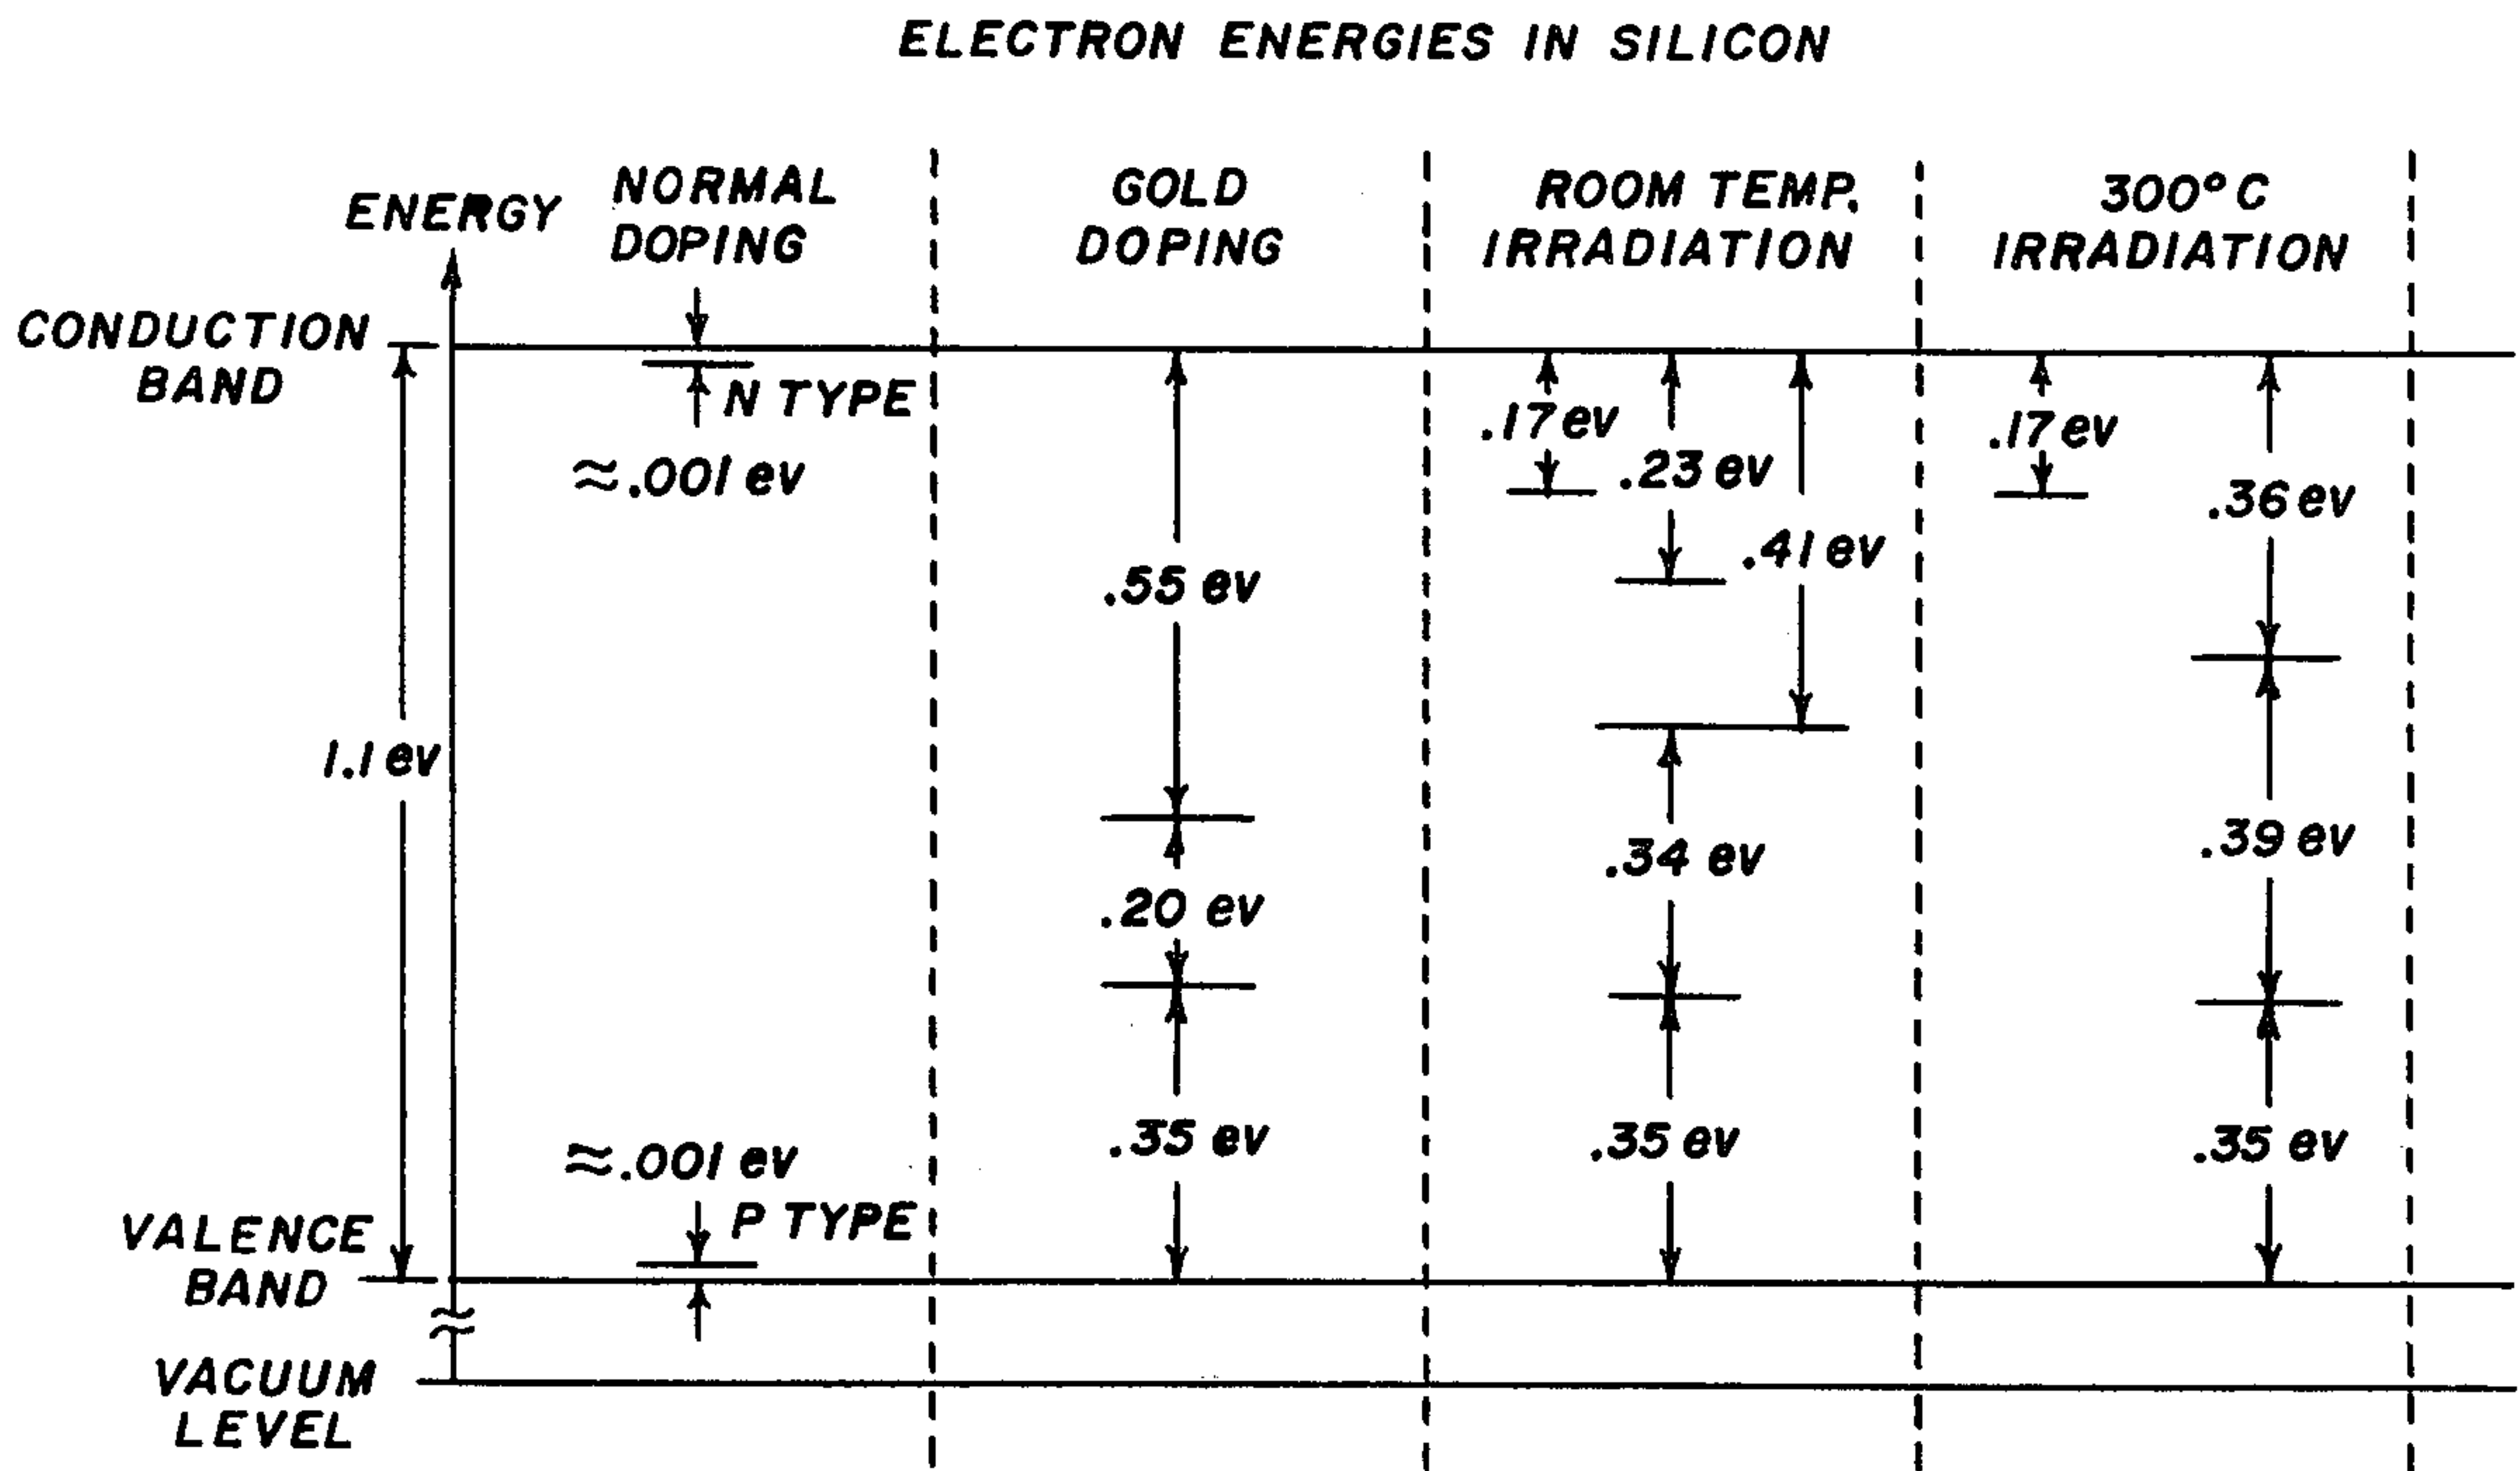 ELECTRON ENERGIES IN SILICON
ENERGY
NORMAL
DOPING
GOLD
DOPING
ROOM TEMP.
IRRADIATION
300°C
IRRADIATION
CONDUCTION
BAND
N TYPE
≈.001 ev
1.1 ev
.55 ev
.20 ev
.35 ev
.17 ev
.23 ev
.41 ev
.34 ev
.35 ev
.17 ev
.36 ev
.39 ev
.35 ev
≈.001 ev
P TYPE
VALENCE
BAND
VACUUM
LEVEL